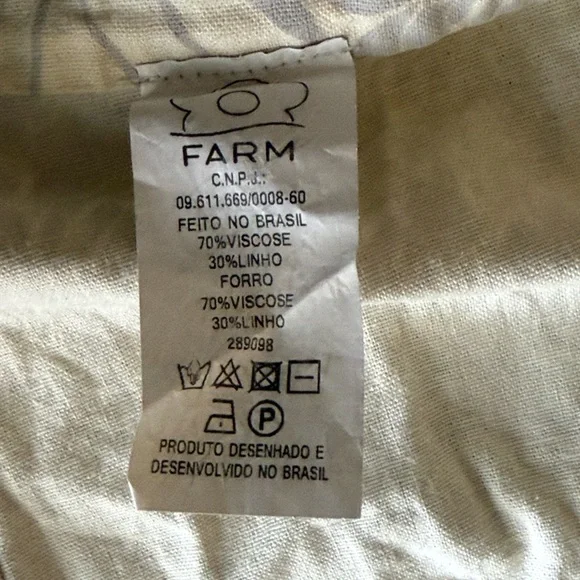 FARM
C.N.P.J.:
09.611.669/0008-60
FEITO NO BRASIL
70%VISCOSE
30%LINHO
FORRO
70%VISCOSE
30%LINHO
289098
P
PRODUTO DESENHADO E
DESENVOLVIDO NO BRASIL